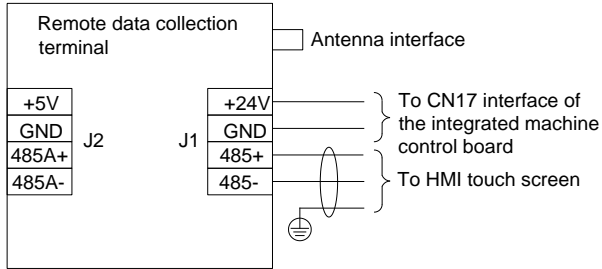 Remote data collection
terminal
Antenna interface
+5V
GND
485A+
485A-
J2
J1
+24V
GND
485+
485-
To CN17 interface of
the integrated machine
control board
To HMI touch screen